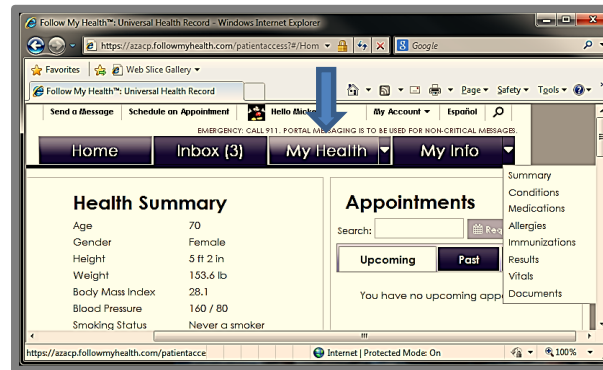 Follow My Health™: Universal Health Record - Windows Internet Explorer
https://azacp.followmyhealth.com/patientaccess?#/Hom
Google
Favorites Web Slice Gallery
Follow My Health™: Universal Health Record
Page Safety Tools
Send a Message Schedule an Appointment Hello My Account Español
EMERGENCY: CALL 911. PORTAL MESSAGING IS TO BE USED FOR NON-CRITICAL MESSAGES.
Home Inbox (3) My Health My Info
Summary
Conditions
Medications
Allergies
Immunizations
Results
Vitals
Documents
Health Summary
Age 70
Gender Female
Height 5 ft 2 in
Weight 153.6 lb
Body Mass Index 28.1
Blood Pressure 160 / 80
Smoking Status Never a smoker
Appointments
Search: Req
Upcoming Past
You have no upcoming app
https://azacp.followmyhealth.com/patientacce Internet | Protected Mode: On 100%